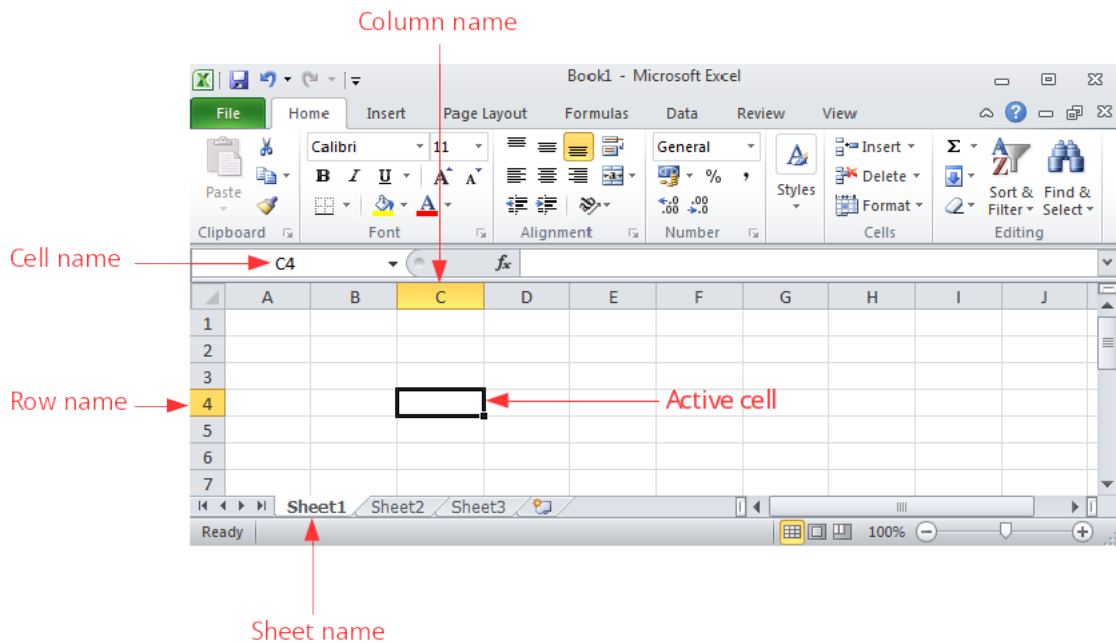 Column name
Book1 - Microsoft Excel
File Home Insert Page Layout Formulas Data Review View
Calibri 11 General Insert Σ
B I U A A % , Delete
Paste Styles Sort & Find &
A .00 .0 Format Filter Select
Clipboard Font Alignment Number Cells Editing
Cell name C4 fx
A B C D E F G H I J
1
2
3
Row name 4 Active cell
5
6
7
Sheet1 Sheet2 Sheet3
Ready 100%
Sheet name